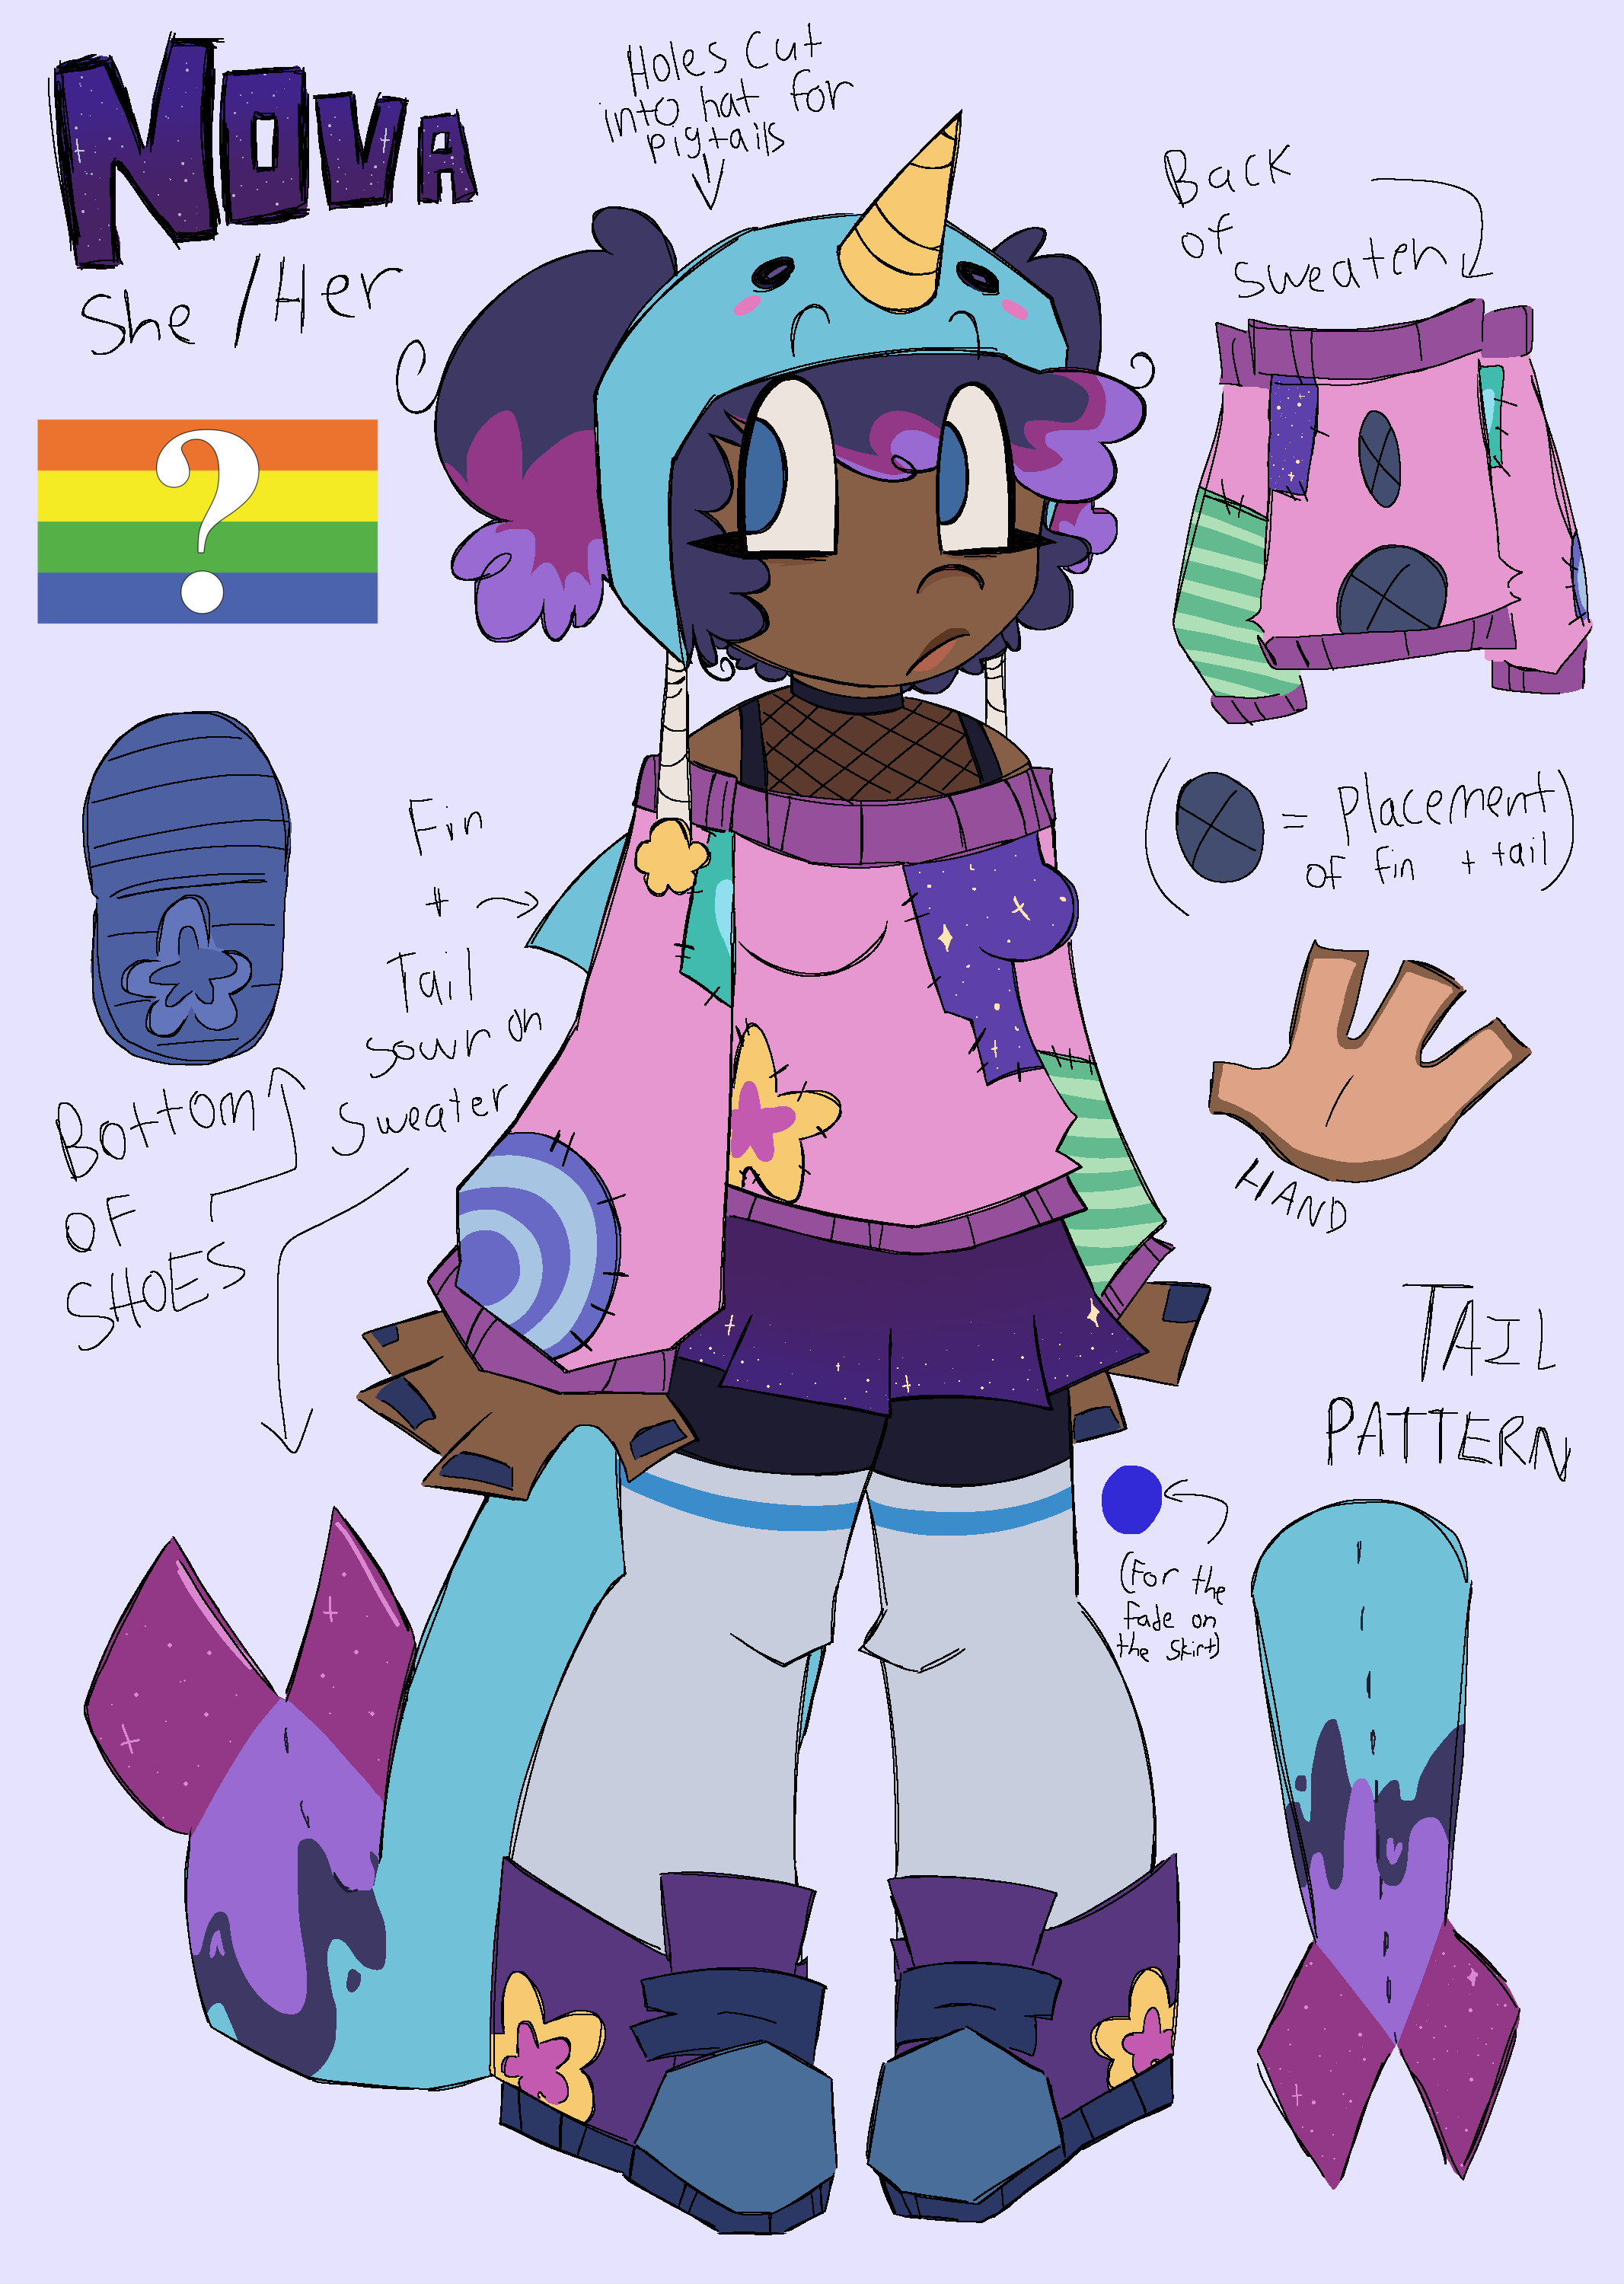 NOVA
She/Her
Holes Cut
into hat for
pigtails
Back
of
sweater
?
Fin
+
Tail
sown on
sweater
(
= Placement
of fin + tail)
Bottom
OF
SHOES
HAND
TAIL
PATTERN
(For the
fade on
the skirt)